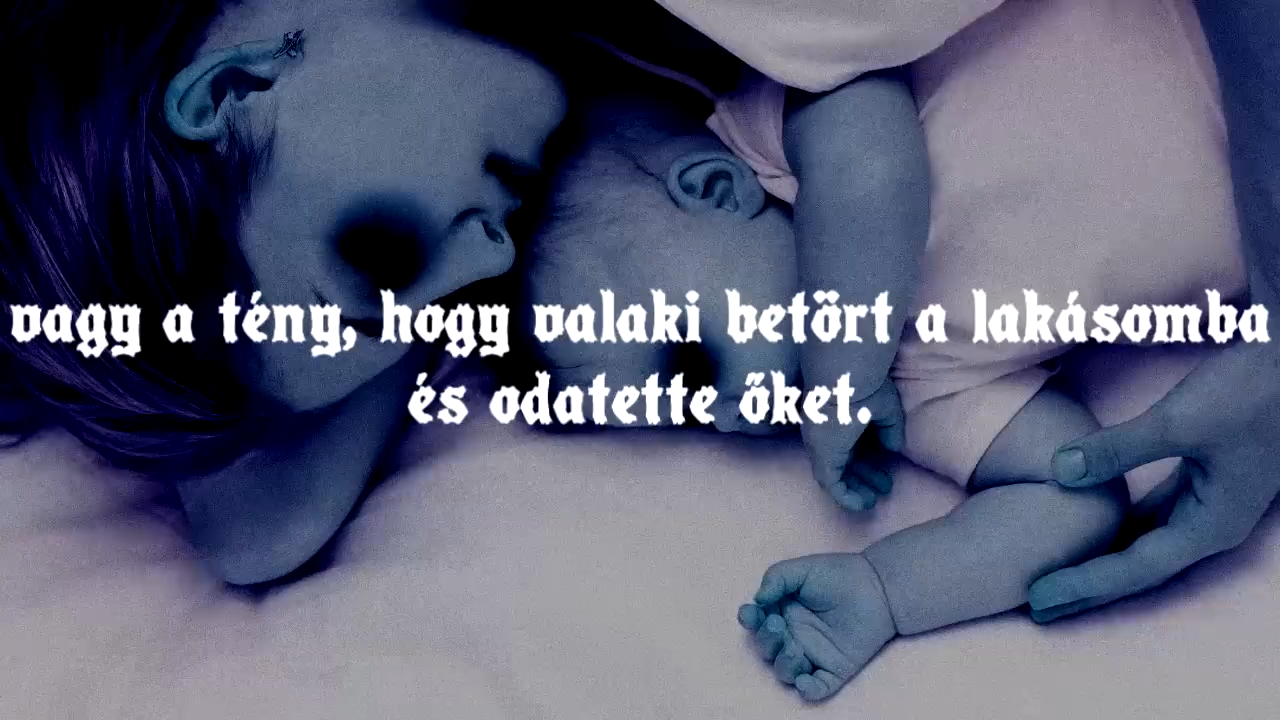 vagy a tény, hogy valaki betört a lakásomba
és odatette őket.